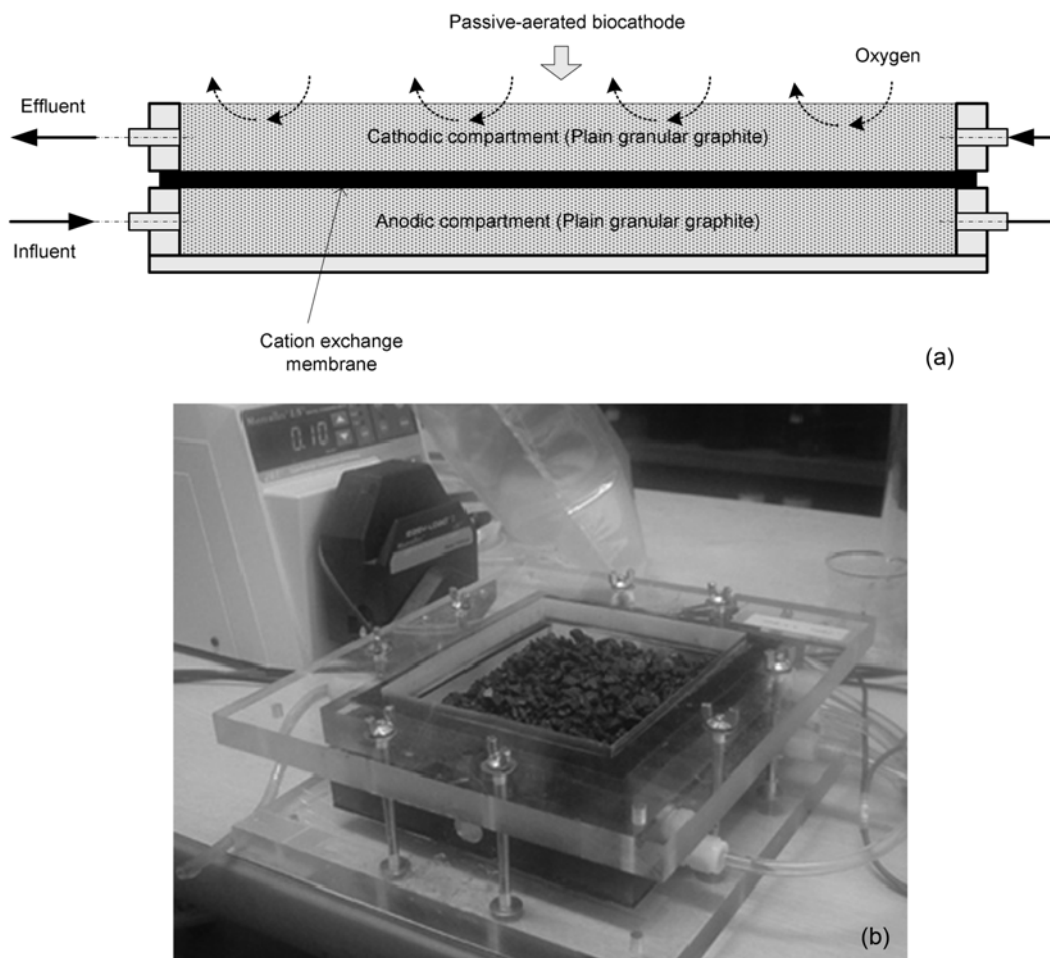 Passive-aerated biocathode
Oxygen
Effluent
Cathodic compartment (Plain granular graphite)
Anodic compartment (Plain granular graphite)
Influent
Cation exchange
membrane
(a)
0.10
(b)